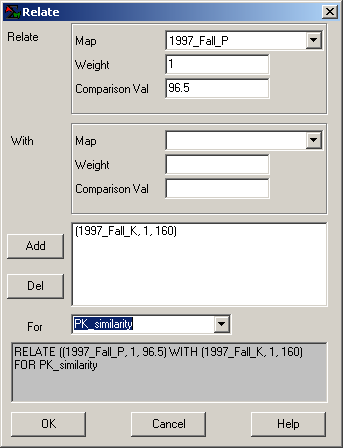 Relate
Relate
Map
1997_Fall_P
Weight
1
Comparison Val
96.5
With
Map
Weight
Comparison Val
Add
(1997_Fall_K, 1, 160)
Del
For
PK_similarity
RELATE ((1997_Fall_P, 1, 96.5) WITH (1997_Fall_K, 1, 160)
FOR PK_similarity
OK
Cancel
Help